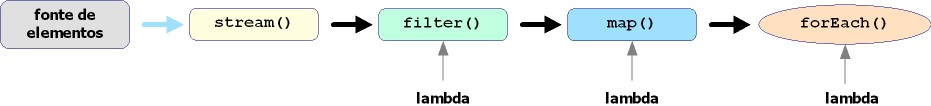 fonte de
elementos
stream()
filter()
map()
forEach()
lambda
lambda
lambda